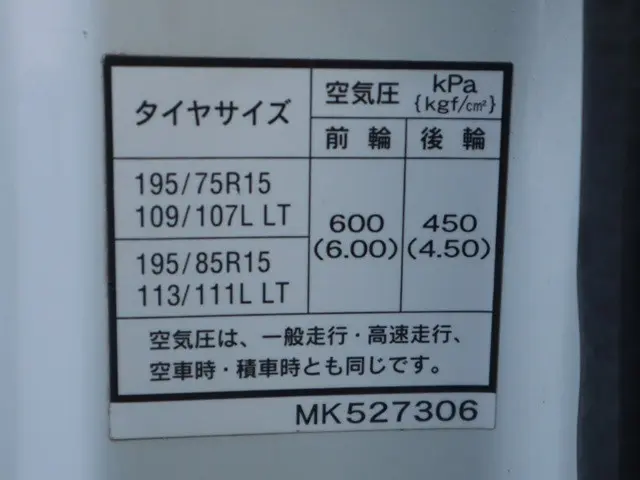 タイヤサイズ
空気圧 kPa
{kgf/cm²}
前輪 後輪
195/75R15
109/107L LT
195/85R15
113/111L LT
600
(6.00)
450
(4.50)
空気圧は、一般走行・高速走行、
空車時・積車時とも同じです。
MK527306